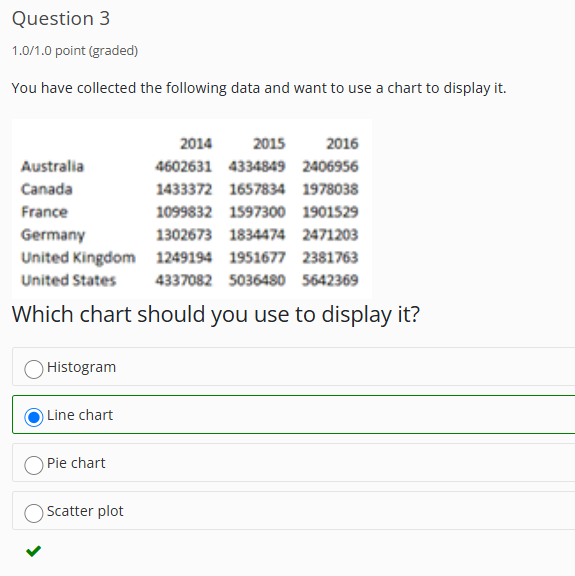 Question 3
1.0/1.0 point (graded)
You have collected the following data and want to use a chart to display it.
2014 2015 2016
Australia 4602631 4334849 2406956
Canada 1433372 1657834 1978038
France 1099832 1597300 1901529
Germany 1302673 1834474 2471203
United Kingdom 1249194 1951677 2381763
United States 4337082 5036480 5642369
Which chart should you use to display it?
Histogram
Line chart
Pie chart
Scatter plot